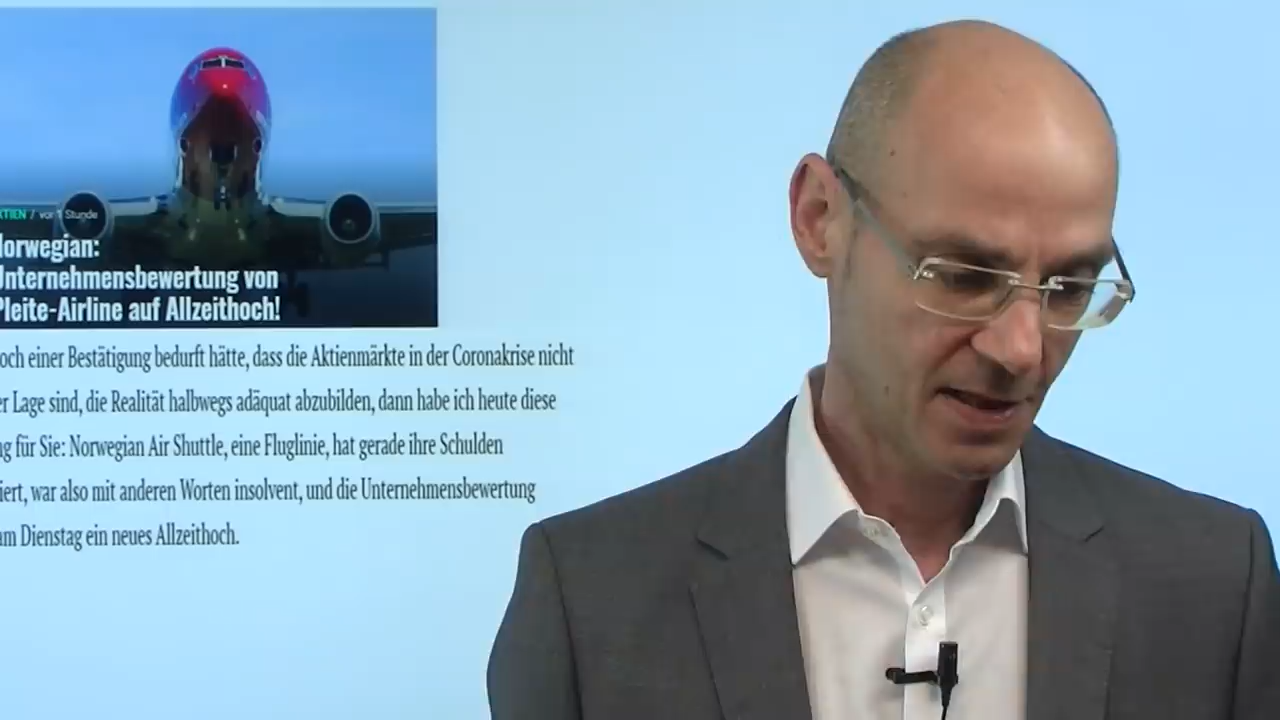 KTIEN / vor 1 Stunde
Norwegian:
Unternehmensbewertung von
Pleite-Airline auf Allzeithoch!
och einer Bestätigung bedurft hätte, dass die Aktienmärkte in der Coronakrise nicht
er Lage sind, die Realität halbwegs adäquat abzubilden, dann habe ich heute diese
ng für Sie: Norwegian Air Shuttle, eine Fluglinie, hat gerade ihre Schulden
iert, war also mit anderen Worten insolvent, und die Unternehmensbewertung
am Dienstag ein neues Allzeithoch.